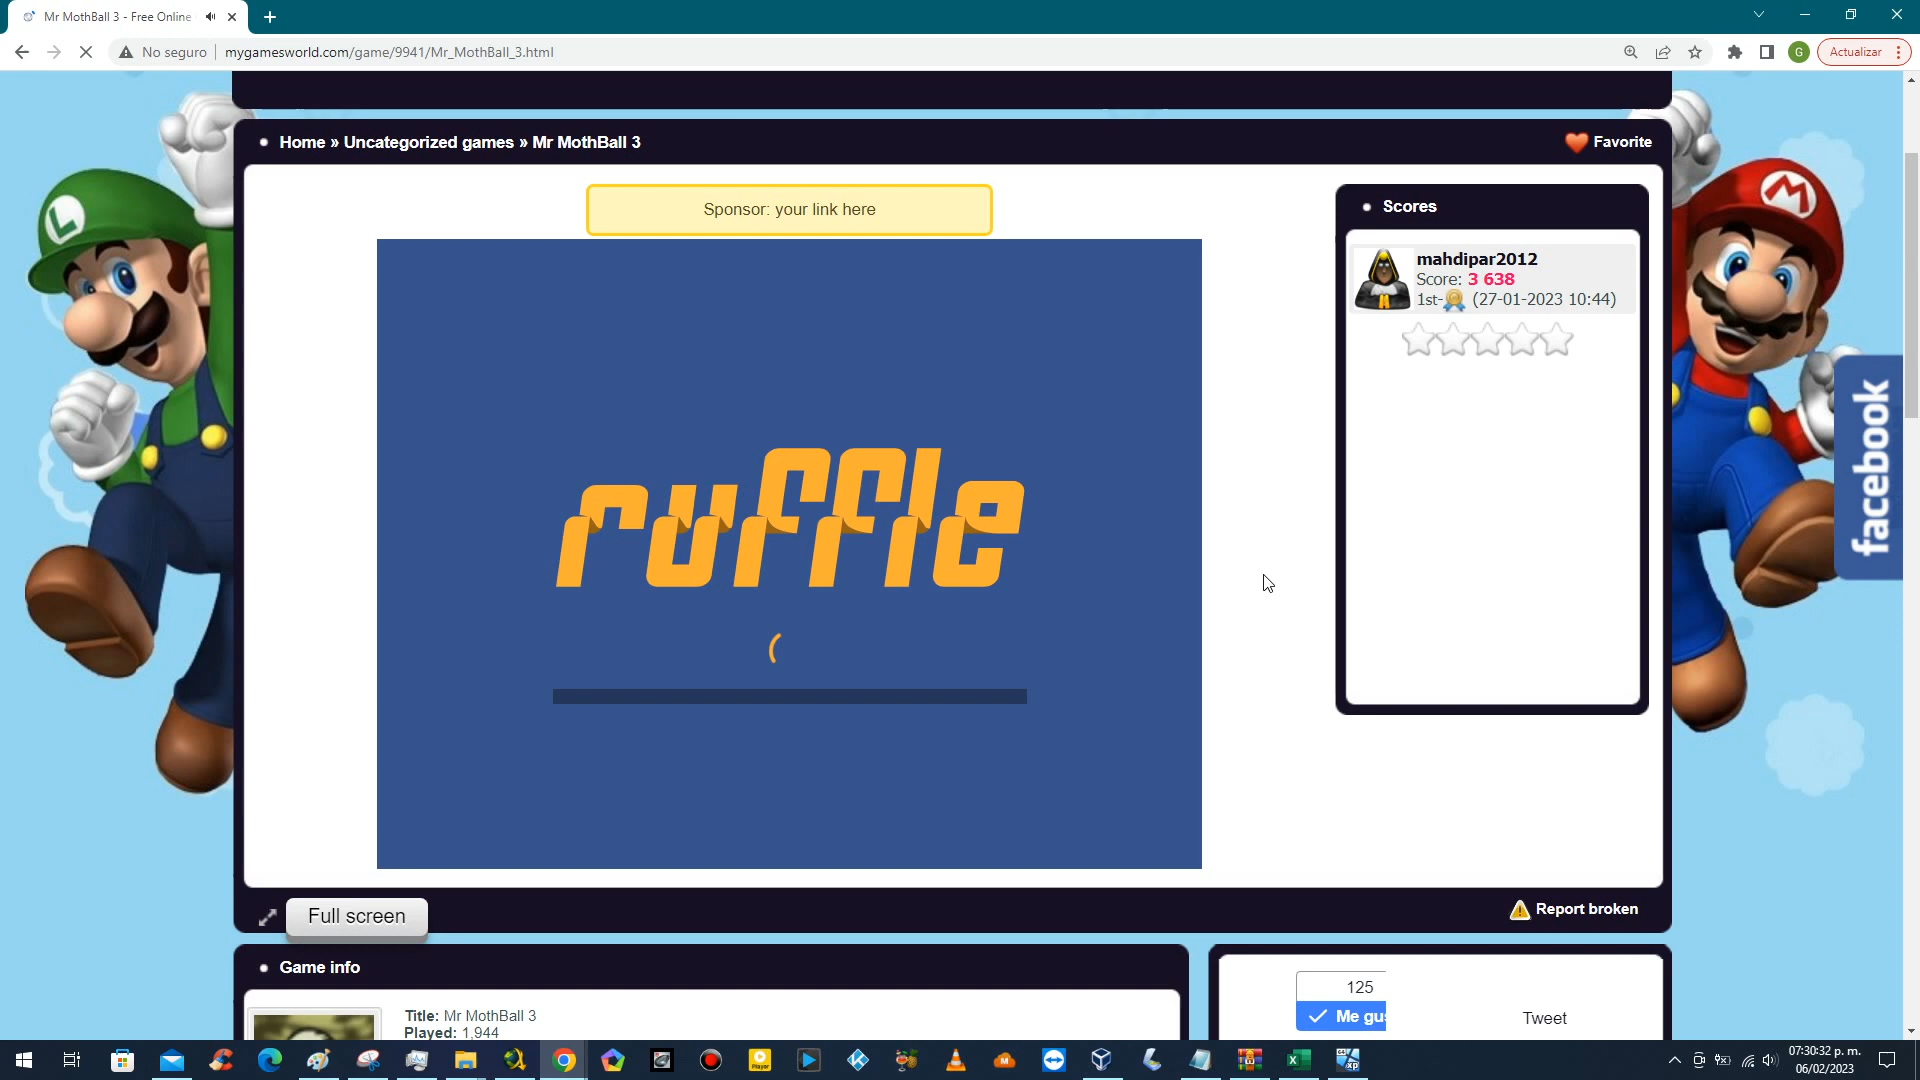 Mr MothBall 3 - Free Online
No seguro
mygamesworld.com/game/9941/Mr_MothBall_3.html
G
Actualizar
Home » Uncategorized games » Mr MothBall 3
Favorite
Sponsor: your link here
Scores
mahdipar2012
Score: 3 638
1st- (27-01-2023 10:44)
L
M
facebook
ruffle
Full screen
Report broken
Game info
Title: Mr MothBall 3
Played: 1,944
125
Me gus
Tweet
07:30:32 p. m.
06/02/2023